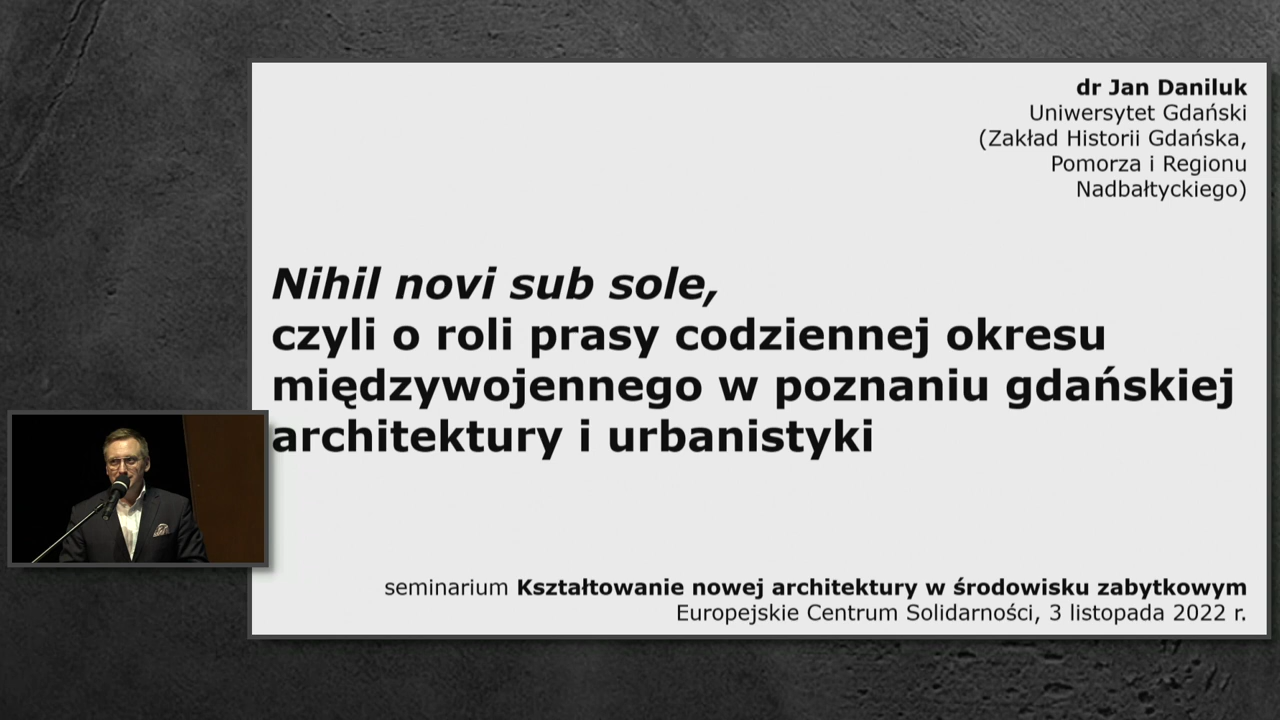 dr Jan Daniluk
Uniwersytet Gdański
(Zakład Historii Gdańska,
Pomorza i Regionu
Nadbałtyckiego)
Nihil novi sub sole,
czyli o roli prasy codziennej okresu
międzywojennego w poznaniu gdańskiej
architektury i urbanistyki
seminarium Kształtowanie nowej architektury w środowisku zabytkowym
Europejskie Centrum Solidarności, 3 listopada 2022 r.